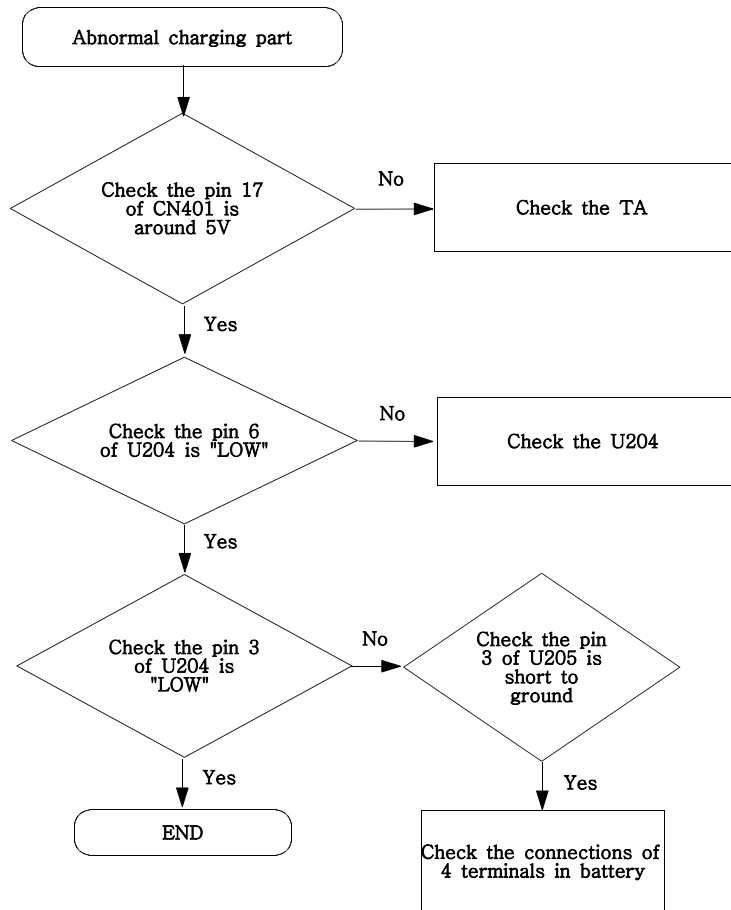 Abnormal charging part
Check the pin 17
of CN401 is
around 5V
No
Check the TA
Yes
Check the pin 6
of U204 is "LOW"
No
Check the U204
Yes
Check the pin 3
of U204 is
"LOW"
No
Check the pin
3 of U205 is
short to
ground
Yes
END
Yes
Check the connections of
4 terminals in battery